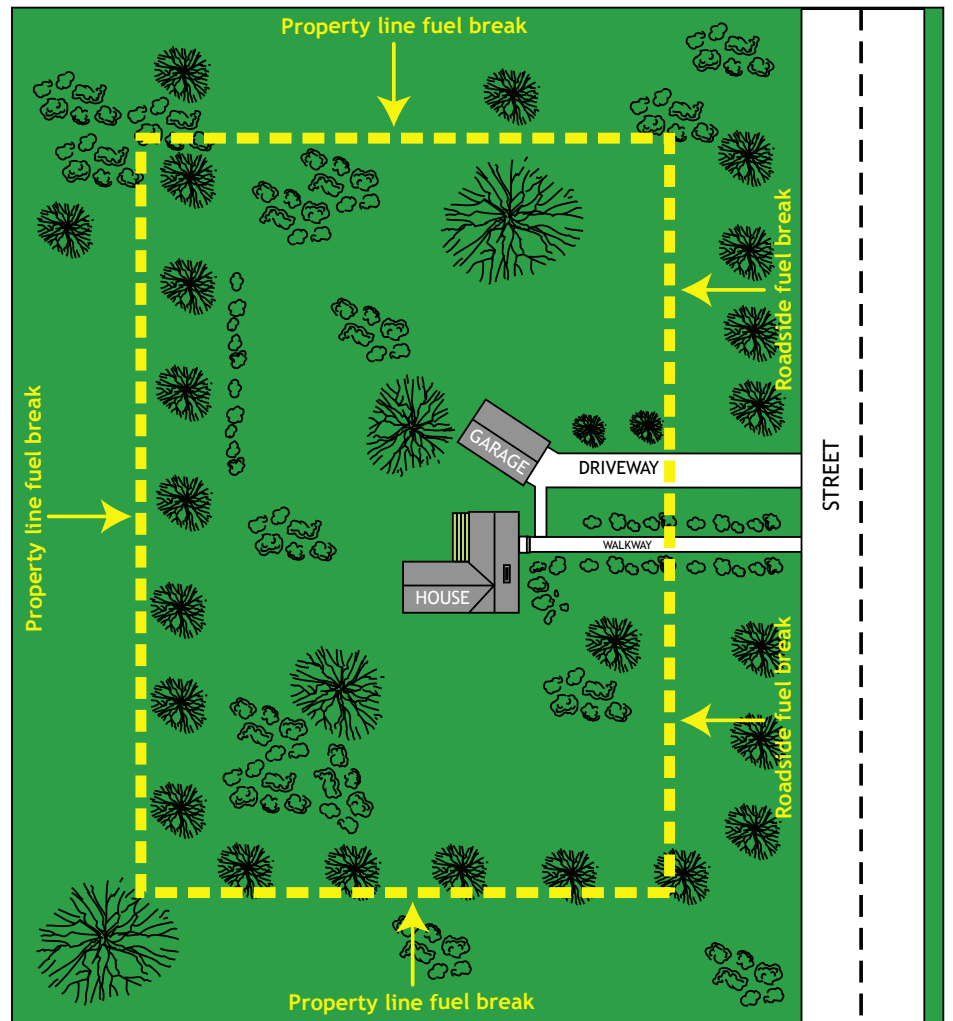 Property line fuel break
Roadside fuel break
Property line fuel break
GARAGE
DRIVEWAY
STREET
WALKWAY
HOUSE
Roadside fuel break
Property line fuel break